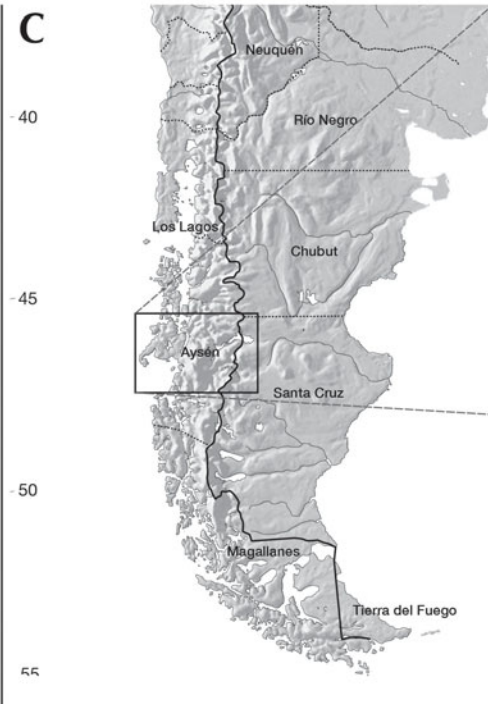 C
Neuquén
- 40
Río Negro
Los Lagos
Chubut
- 45
Aysén
Santa Cruz
- 50
Magallanes
Tierra del Fuego
55